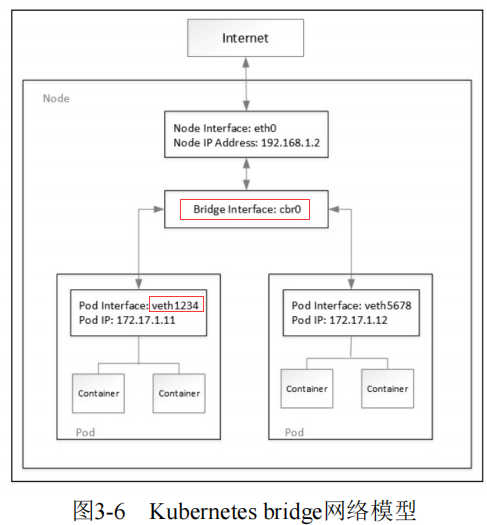 Internet
Node
Node Interface: eth0
Node IP Address: 192.168.1.2
Bridge Interface: cbr0
Pod Interface: veth1234
Pod IP: 172.17.1.11
Pod Interface: veth5678
Pod IP: 172.17.1.12
Container
Container
Container
Container
Pod
Pod
图3-6 Kubernetes bridge网络模型